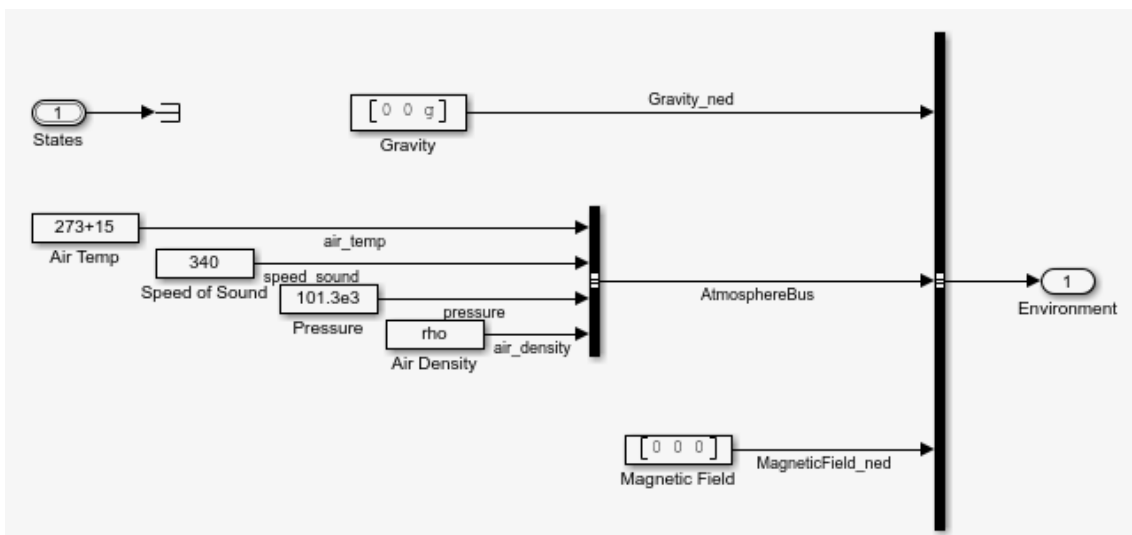 1
States
[0 0 g]
Gravity
Gravity_ned
273+15
Air Temp
air_temp
340
Speed of Sound
speed_sound
101.3e3
Pressure
pressure
rho
Air Density
air_density
AtmosphereBus
1
Environment
[0 0 0]
Magnetic Field
MagneticField_ned